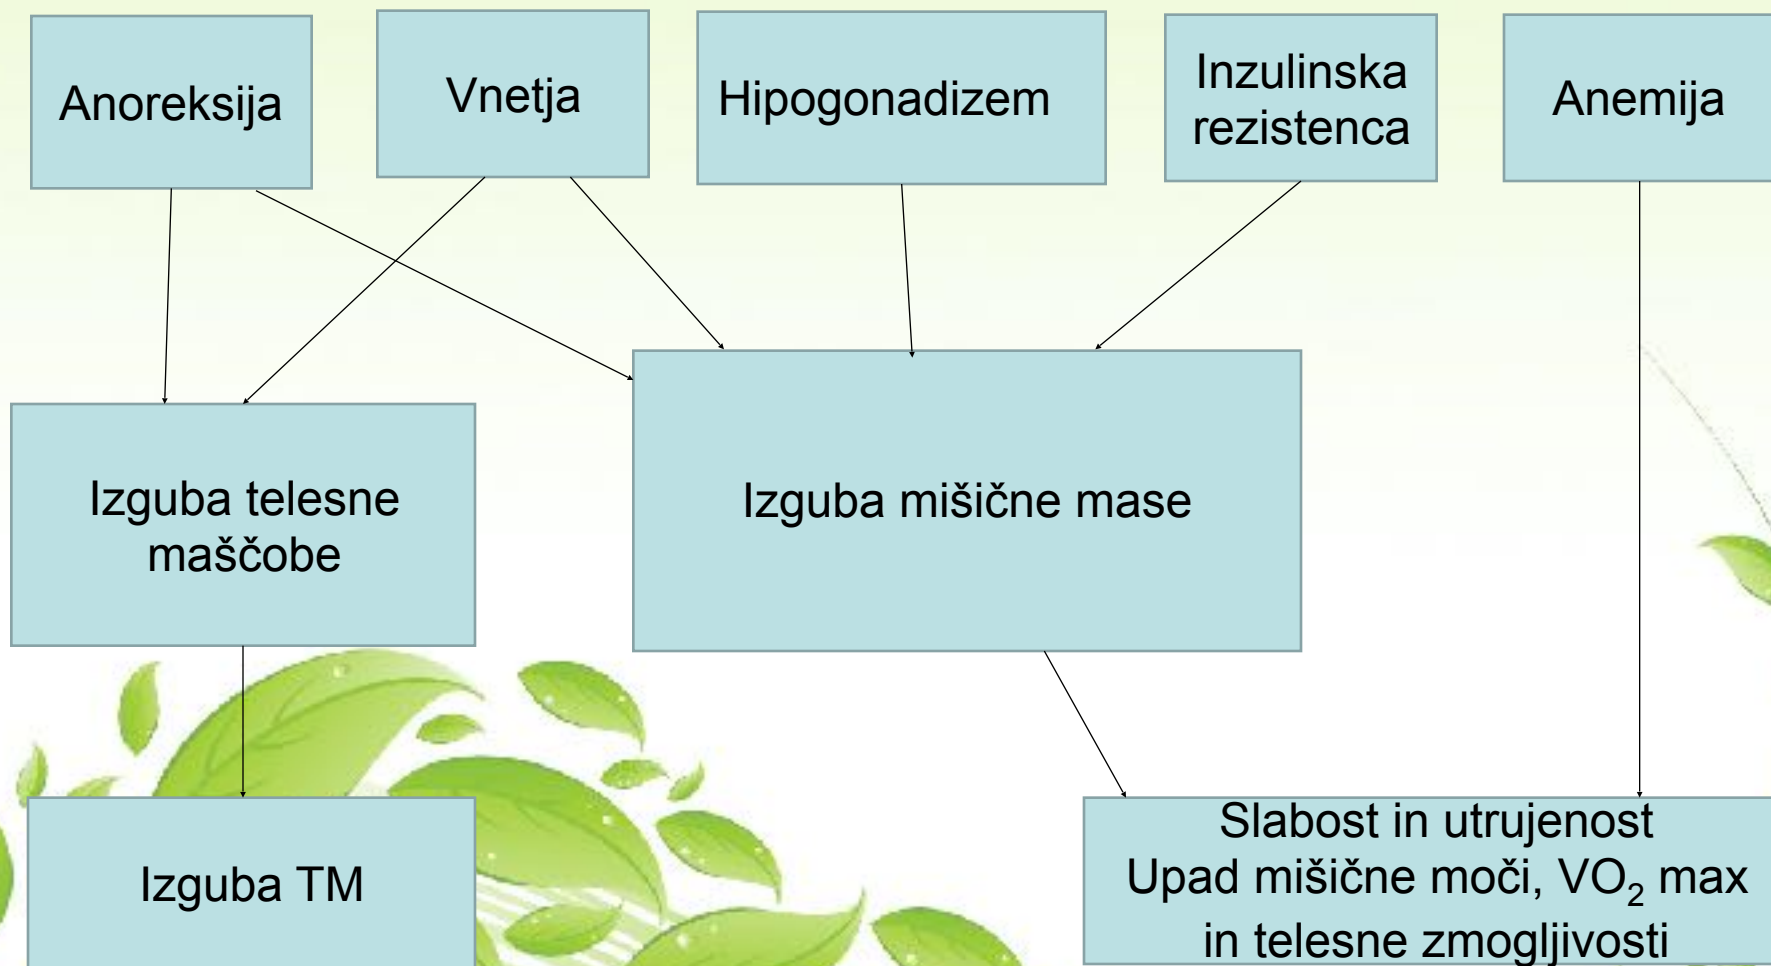 Anoreksija
Vnetja
Hipogonadizem
Inzulinska
rezistenca
Anemija
Izguba telesne
maščobe
Izguba mišične mase
Izguba TM
Slabost in utrujenost
Upad mišične moči, VO₂ max
in telesne zmogljivosti